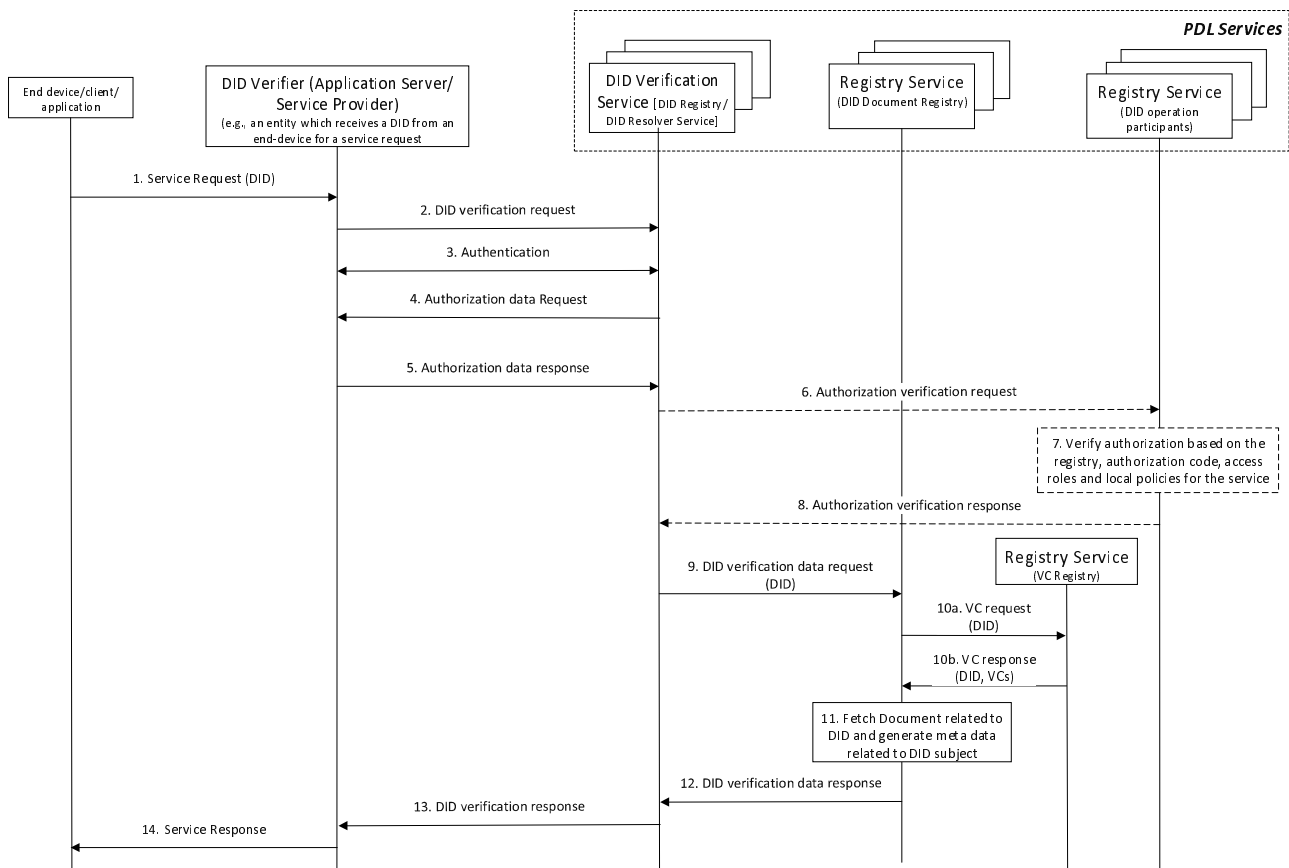 PDL Services
End device/client/
application
DID Verifier (Application Server/
Service Provider)
(e.g., an entity which receives a DID from an
end-device for a service request
DID Verification
Service [DID Registry/
DID Resolver Service]
Registry Service
(DID Document Registry)
Registry Service
(DID operation
participants)
1. Service Request (DID)
2. DID verification request
3. Authentication
4. Authorization data Request
5. Authorization data response
6. Authorization verification request
7. Verify authorization based on the
registry, authorization code, access
roles and local policies for the service
8. Authorization verification response
Registry Service
(VC Registry)
9. DID verification data request
(DID)
10a. VC request
(DID)
10b. VC response
(DID, VCs)
11. Fetch Document related to
DID and generate meta data
related to DID subject
12. DID verification data response
13. DID verification response
14. Service Response